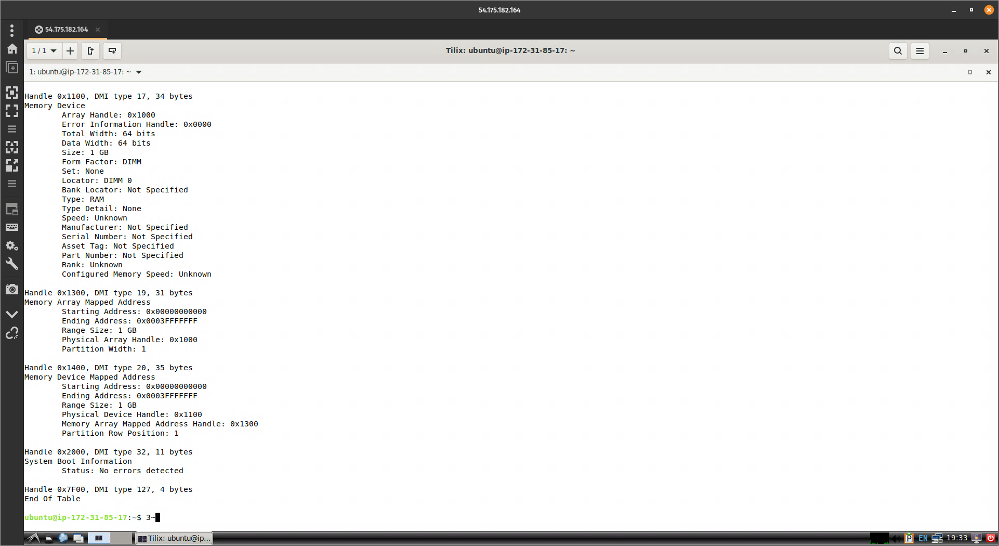 54.175.182.164
54.175.182.164
1 / 1
Tilix: ubuntu@ip-172-31-85-17: ~
1: ubuntu@ip-172-31-85-17: ~
Handle 0x1100, DMI type 17, 34 bytes
Memory Device
Array Handle: 0x1000
Error Information Handle: 0x0000
Total Width: 64 bits
Data Width: 64 bits
Size: 1 GB
Form Factor: DIMM
Set: None
Locator: DIMM 0
Bank Locator: Not Specified
Type: RAM
Type Detail: None
Speed: Unknown
Manufacturer: Not Specified
Serial Number: Not Specified
Asset Tag: Not Specified
Part Number: Not Specified
Rank: Unknown
Configured Memory Speed: Unknown
Handle 0x1300, DMI type 19, 31 bytes
Memory Array Mapped Address
Starting Address: 0x00000000000
Ending Address: 0x0003FFFFFFF
Range Size: 1 GB
Physical Array Handle: 0x1000
Partition Width: 1
Handle 0x1400, DMI type 20, 35 bytes
Memory Device Mapped Address
Starting Address: 0x00000000000
Ending Address: 0x0003FFFFFFF
Range Size: 1 GB
Physical Device Handle: 0x1100
Memory Array Mapped Address Handle: 0x1300
Partition Row Position: 1
Handle 0x2000, DMI type 32, 11 bytes
System Boot Information
Status: No errors detected
Handle 0x7F00, DMI type 127, 4 bytes
End Of Table
ubuntu@ip-172-31-85-17:~$ 3~
Tilix: ubuntu@ip... P EN 19:33